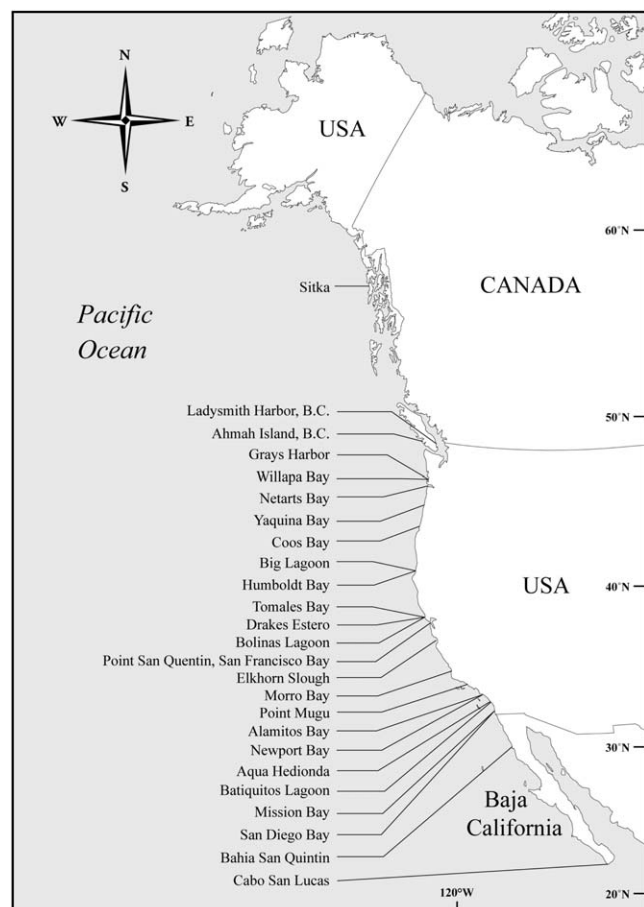 N
W
E
S
USA
60°N
CANADA
Sitka
Pacific
Ocean
Ladysmith Harbor, B.C.
50°N
Ahmah Island, B.C.
Grays Harbor
Willapa Bay
Netarts Bay
Yaquina Bay
Coos Bay
Big Lagoon
Humboldt Bay
USA
40°N
Tomales Bay
Drakes Estero
Bolinas Lagoon
Point San Quentin, San Francisco Bay
Elkhorn Slough
Morro Bay
Point Mugu
Alamitos Bay
Newport Bay
30°N
Aqua Hedionda
Batiquitos Lagoon
Mission Bay
San Diego Bay
Baja
California
Bahia San Quintin
Cabo San Lucas
120°W
20°N